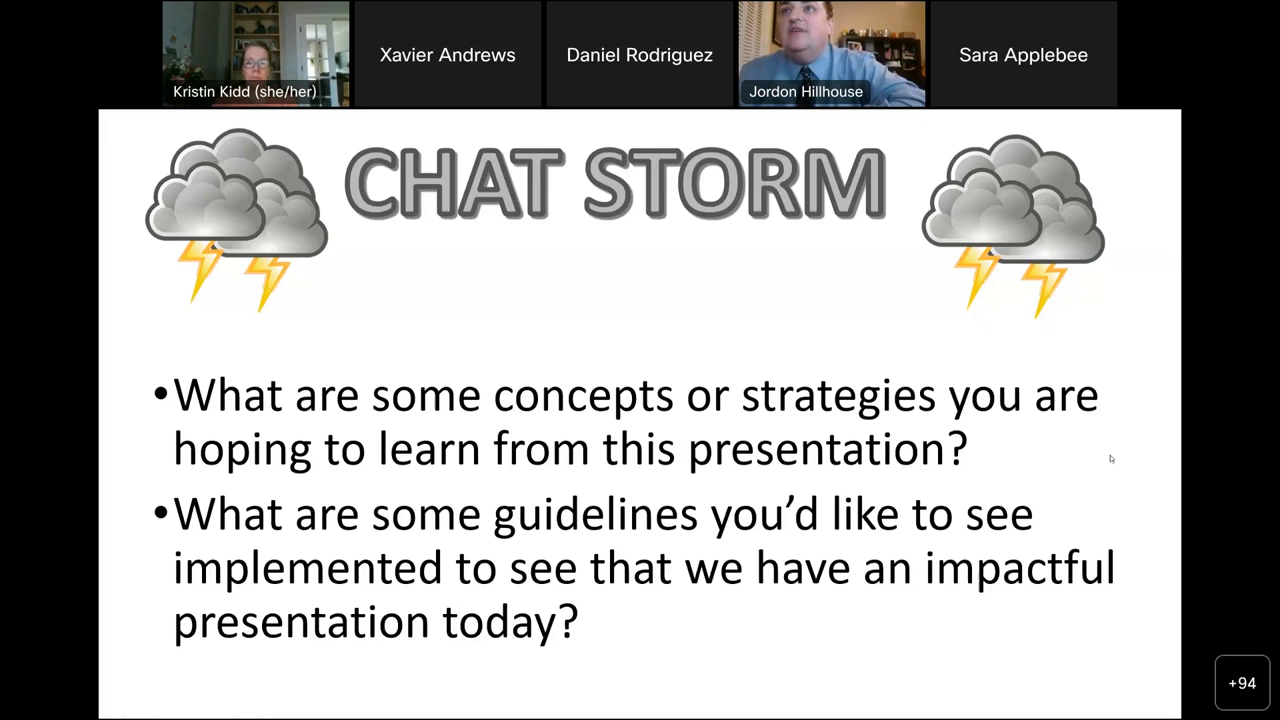 Kristin Kidd (she/her)
Xavier Andrews
Daniel Rodriguez
Jordon Hillhouse
Sara Applebee
CHAT STORM
•What are some concepts or strategies you are
hoping to learn from this presentation?
•What are some guidelines you’d like to see
implemented to see that we have an impactful
presentation today?
+94